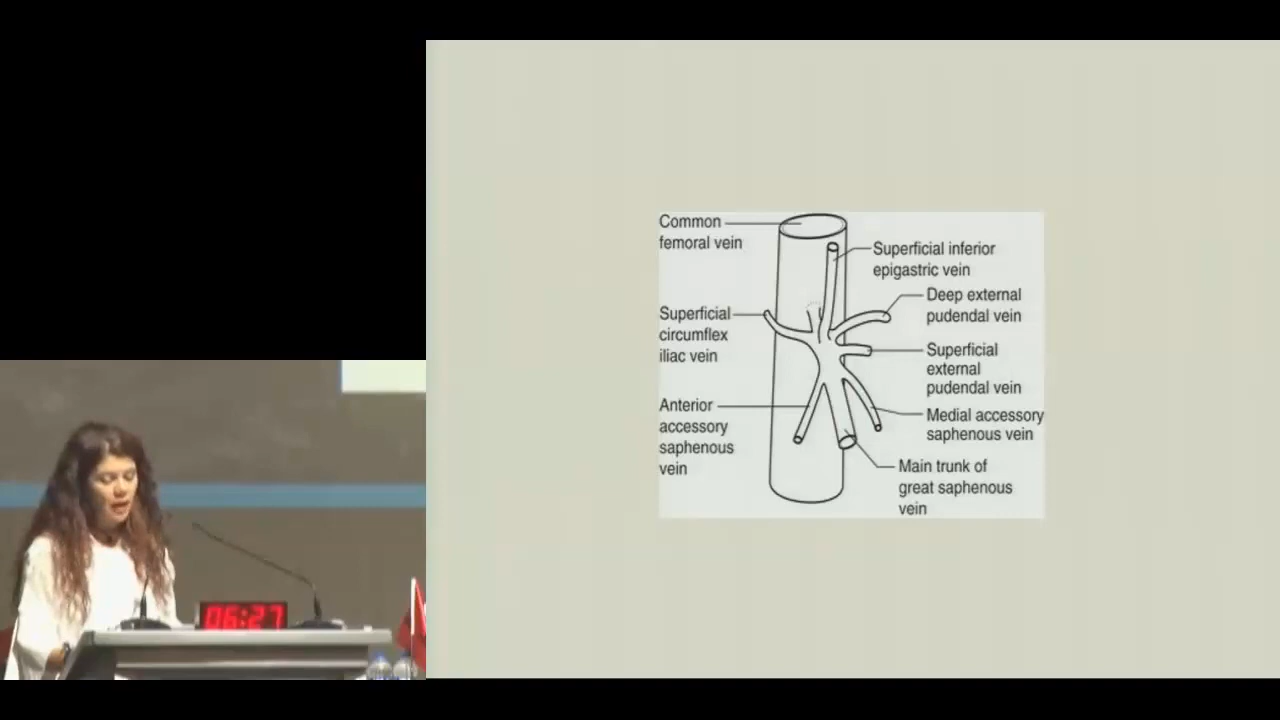 Common
femoral vein
Superficial inferior
epigastric vein
Deep external
pudendal vein
Superficial
circumflex
iliac vein
Superficial
external
pudendal vein
Anterior
accessory
saphenous
vein
Medial accessory
saphenous vein
Main trunk of
great saphenous
vein
06:27